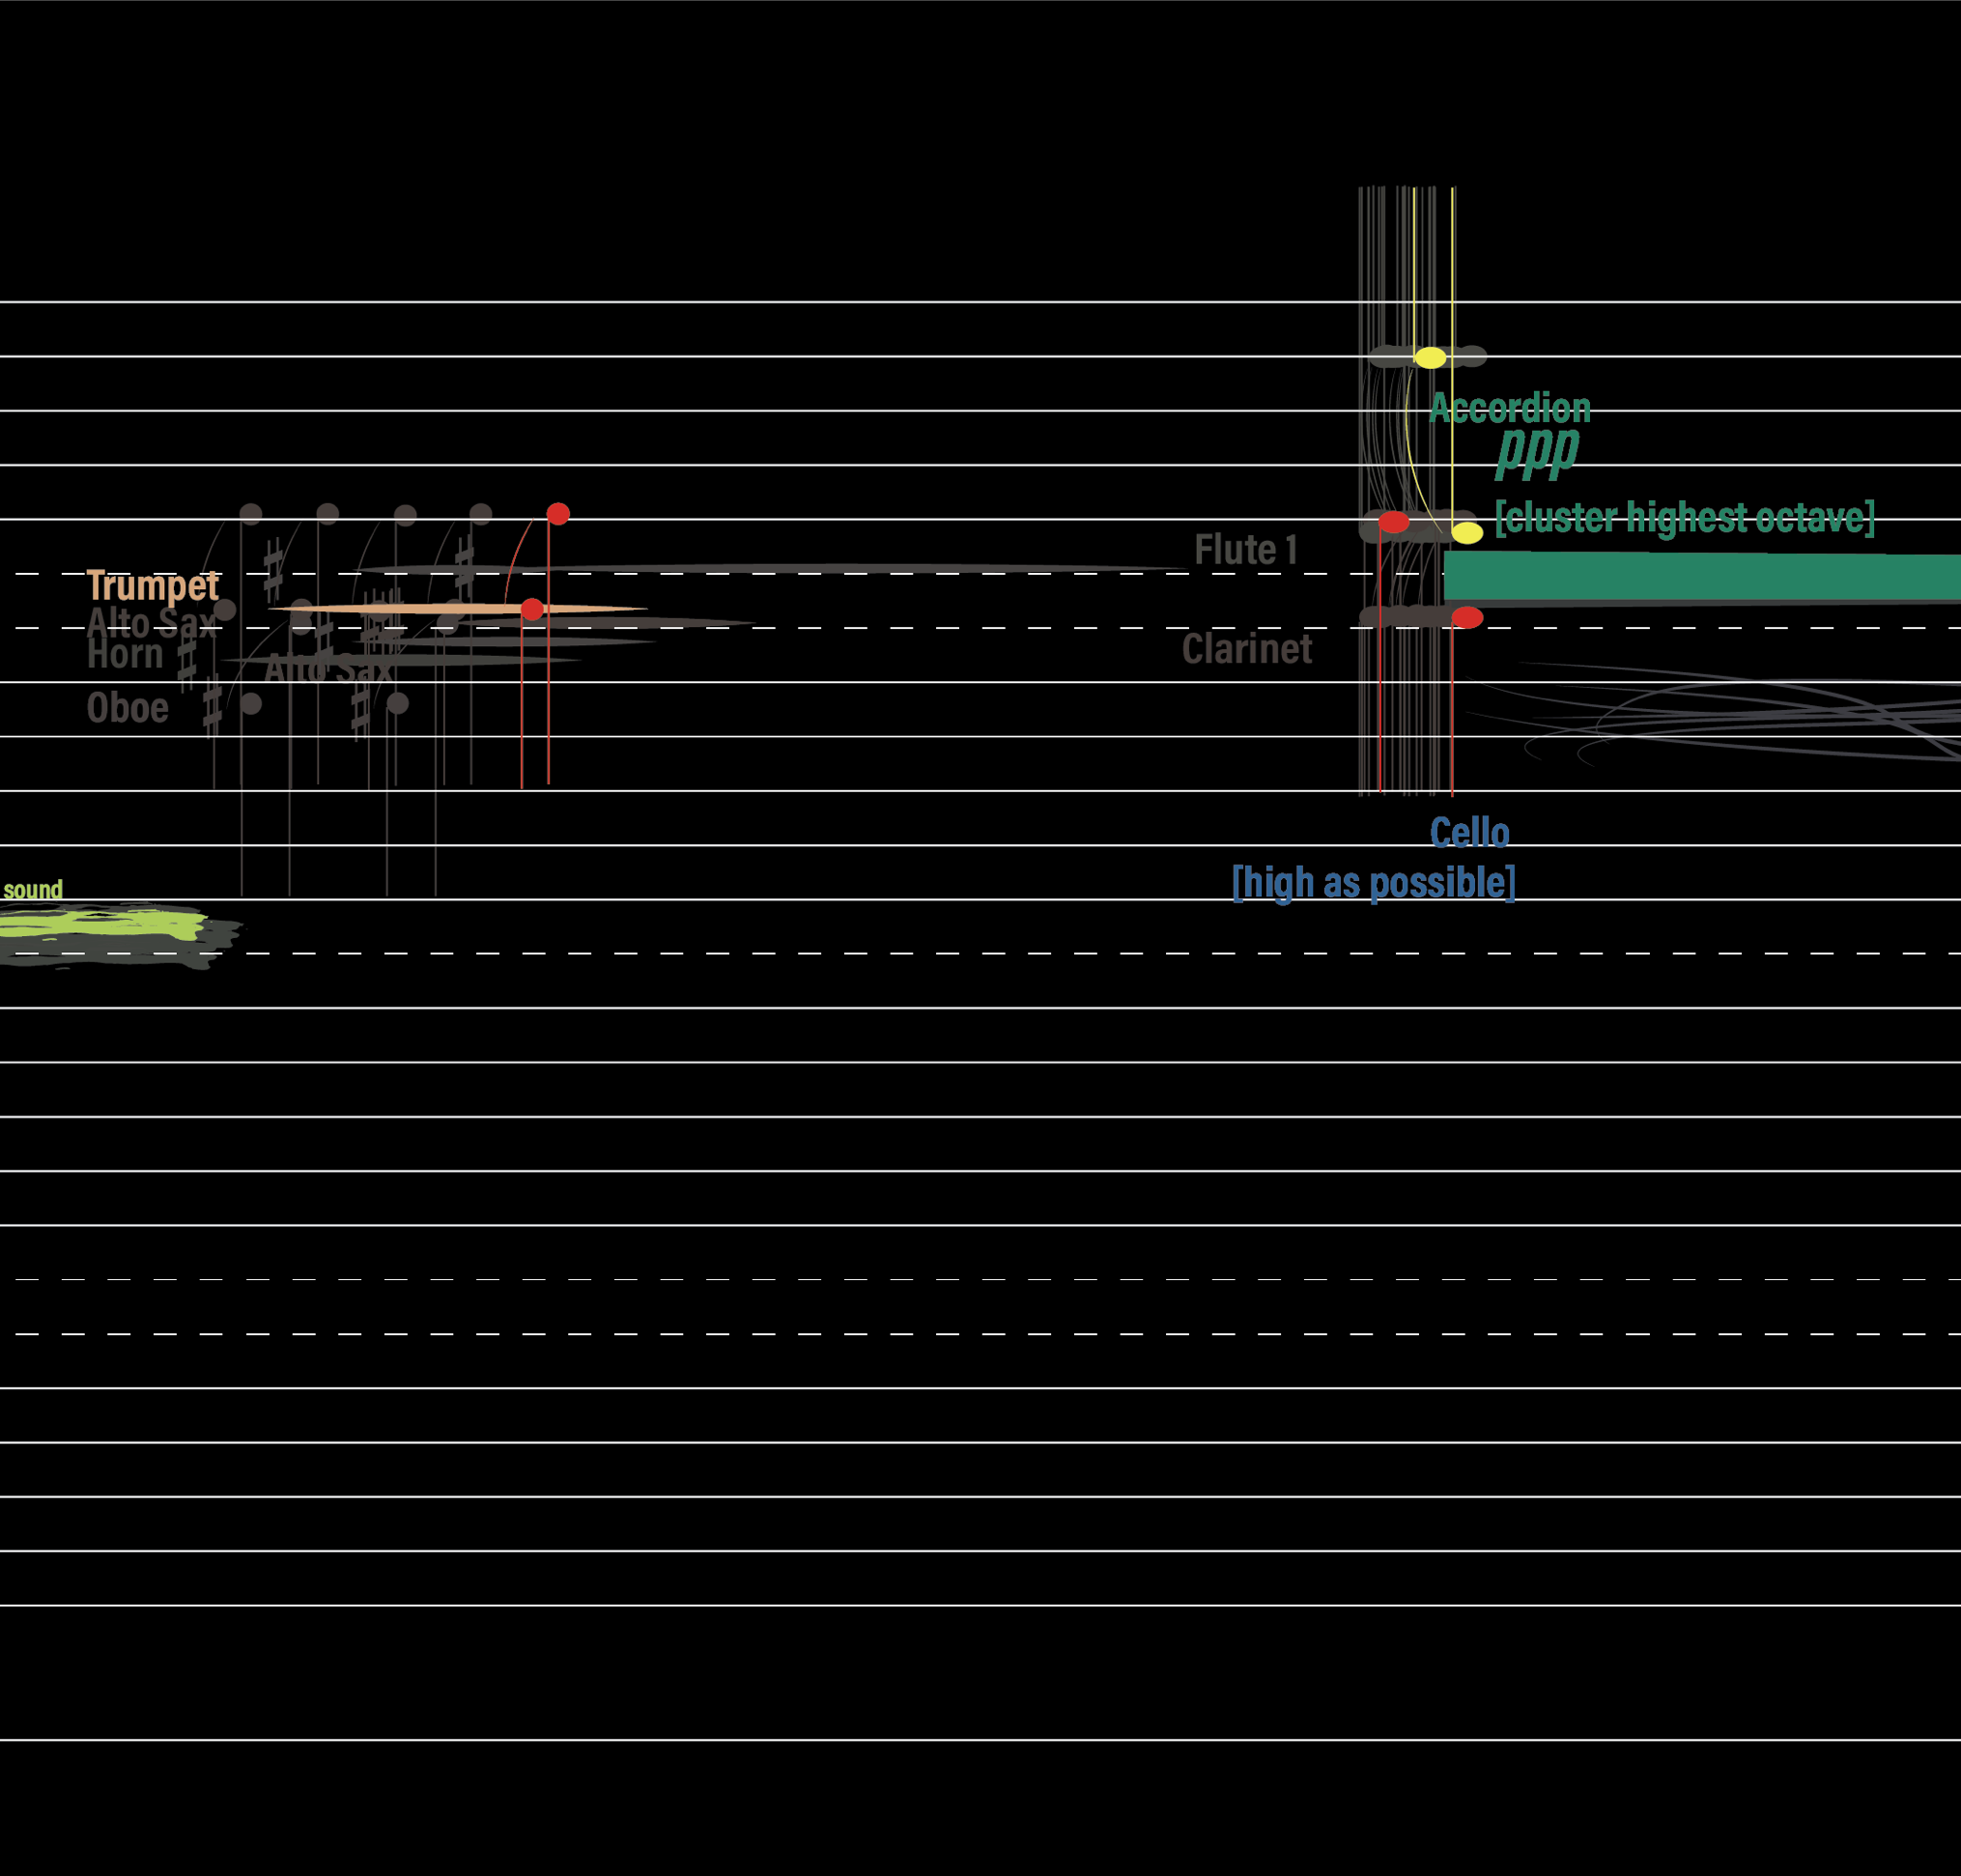 Accordion
ppp
[cluster highest octave]
Flute 1
Trumpet
Alto Sax
Horn
Alto Sax
Clarinet
Oboe
Cello
[high as possible]
sound